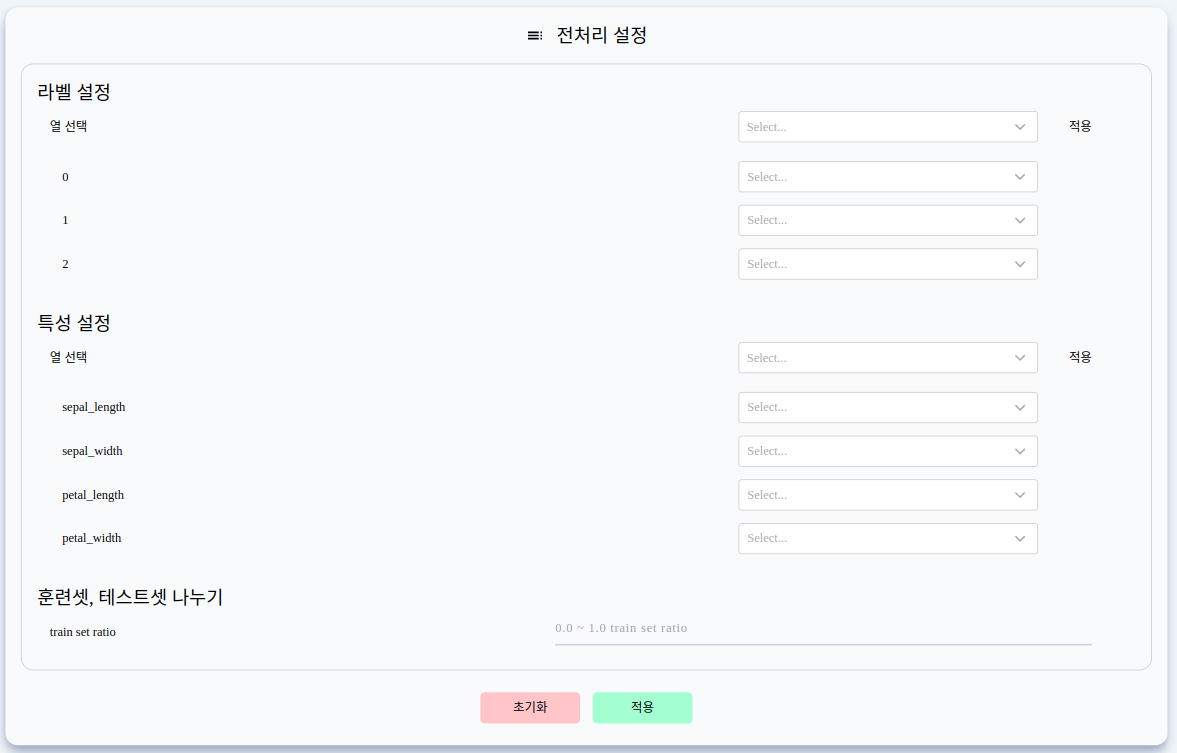 전처리 설정
라벨 설정
열 선택 Select... 적용
0 Select...
1 Select...
2 Select...
특성 설정
열 선택 Select... 적용
sepal_length Select...
sepal_width Select...
petal_length Select...
petal_width Select...
훈련셋, 테스트셋 나누기
train set ratio 0.0 ~ 1.0 train set ratio
초기화 적용